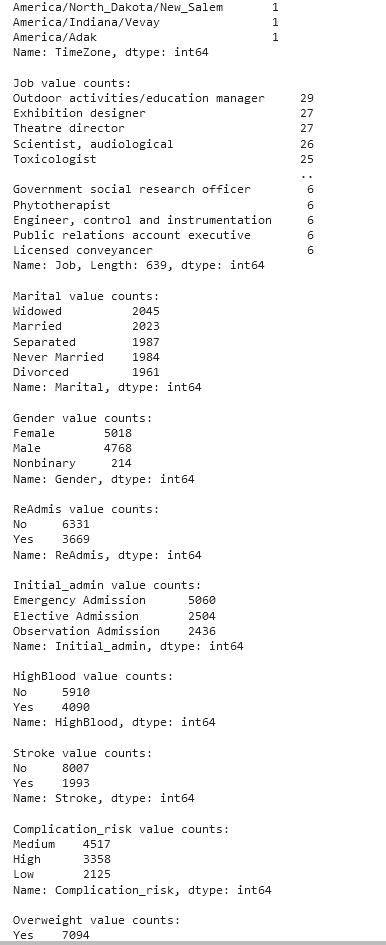 America/North_Dakota/New_Salem 1
America/Indiana/Vevay 1
America/Adak 1
Name: TimeZone, dtype: int64
Job value counts:
Outdoor activities/education manager 29
Exhibition designer 27
Theatre director 27
Scientist, audiological 26
Toxicologist 25
..
Government social research officer 6
Phytotherapist 6
Engineer, control and instrumentation 6
Public relations account executive 6
Licensed conveyancer 6
Name: Job, Length: 639, dtype: int64
Marital value counts:
Widowed 2045
Married 2023
Separated 1987
Never Married 1984
Divorced 1961
Name: Marital, dtype: int64
Gender value counts:
Female 5018
Male 4768
Nonbinary 214
Name: Gender, dtype: int64
ReAdmis value counts:
No 6331
Yes 3669
Name: ReAdmis, dtype: int64
Initial_admin value counts:
Emergency Admission 5060
Elective Admission 2504
Observation Admission 2436
Name: Initial_admin, dtype: int64
HighBlood value counts:
No 5910
Yes 4090
Name: HighBlood, dtype: int64
Stroke value counts:
No 8007
Yes 1993
Name: Stroke, dtype: int64
Complication_risk value counts:
Medium 4517
High 3358
Low 2125
Name: Complication_risk, dtype: int64
Overweight value counts:
Yes 7094